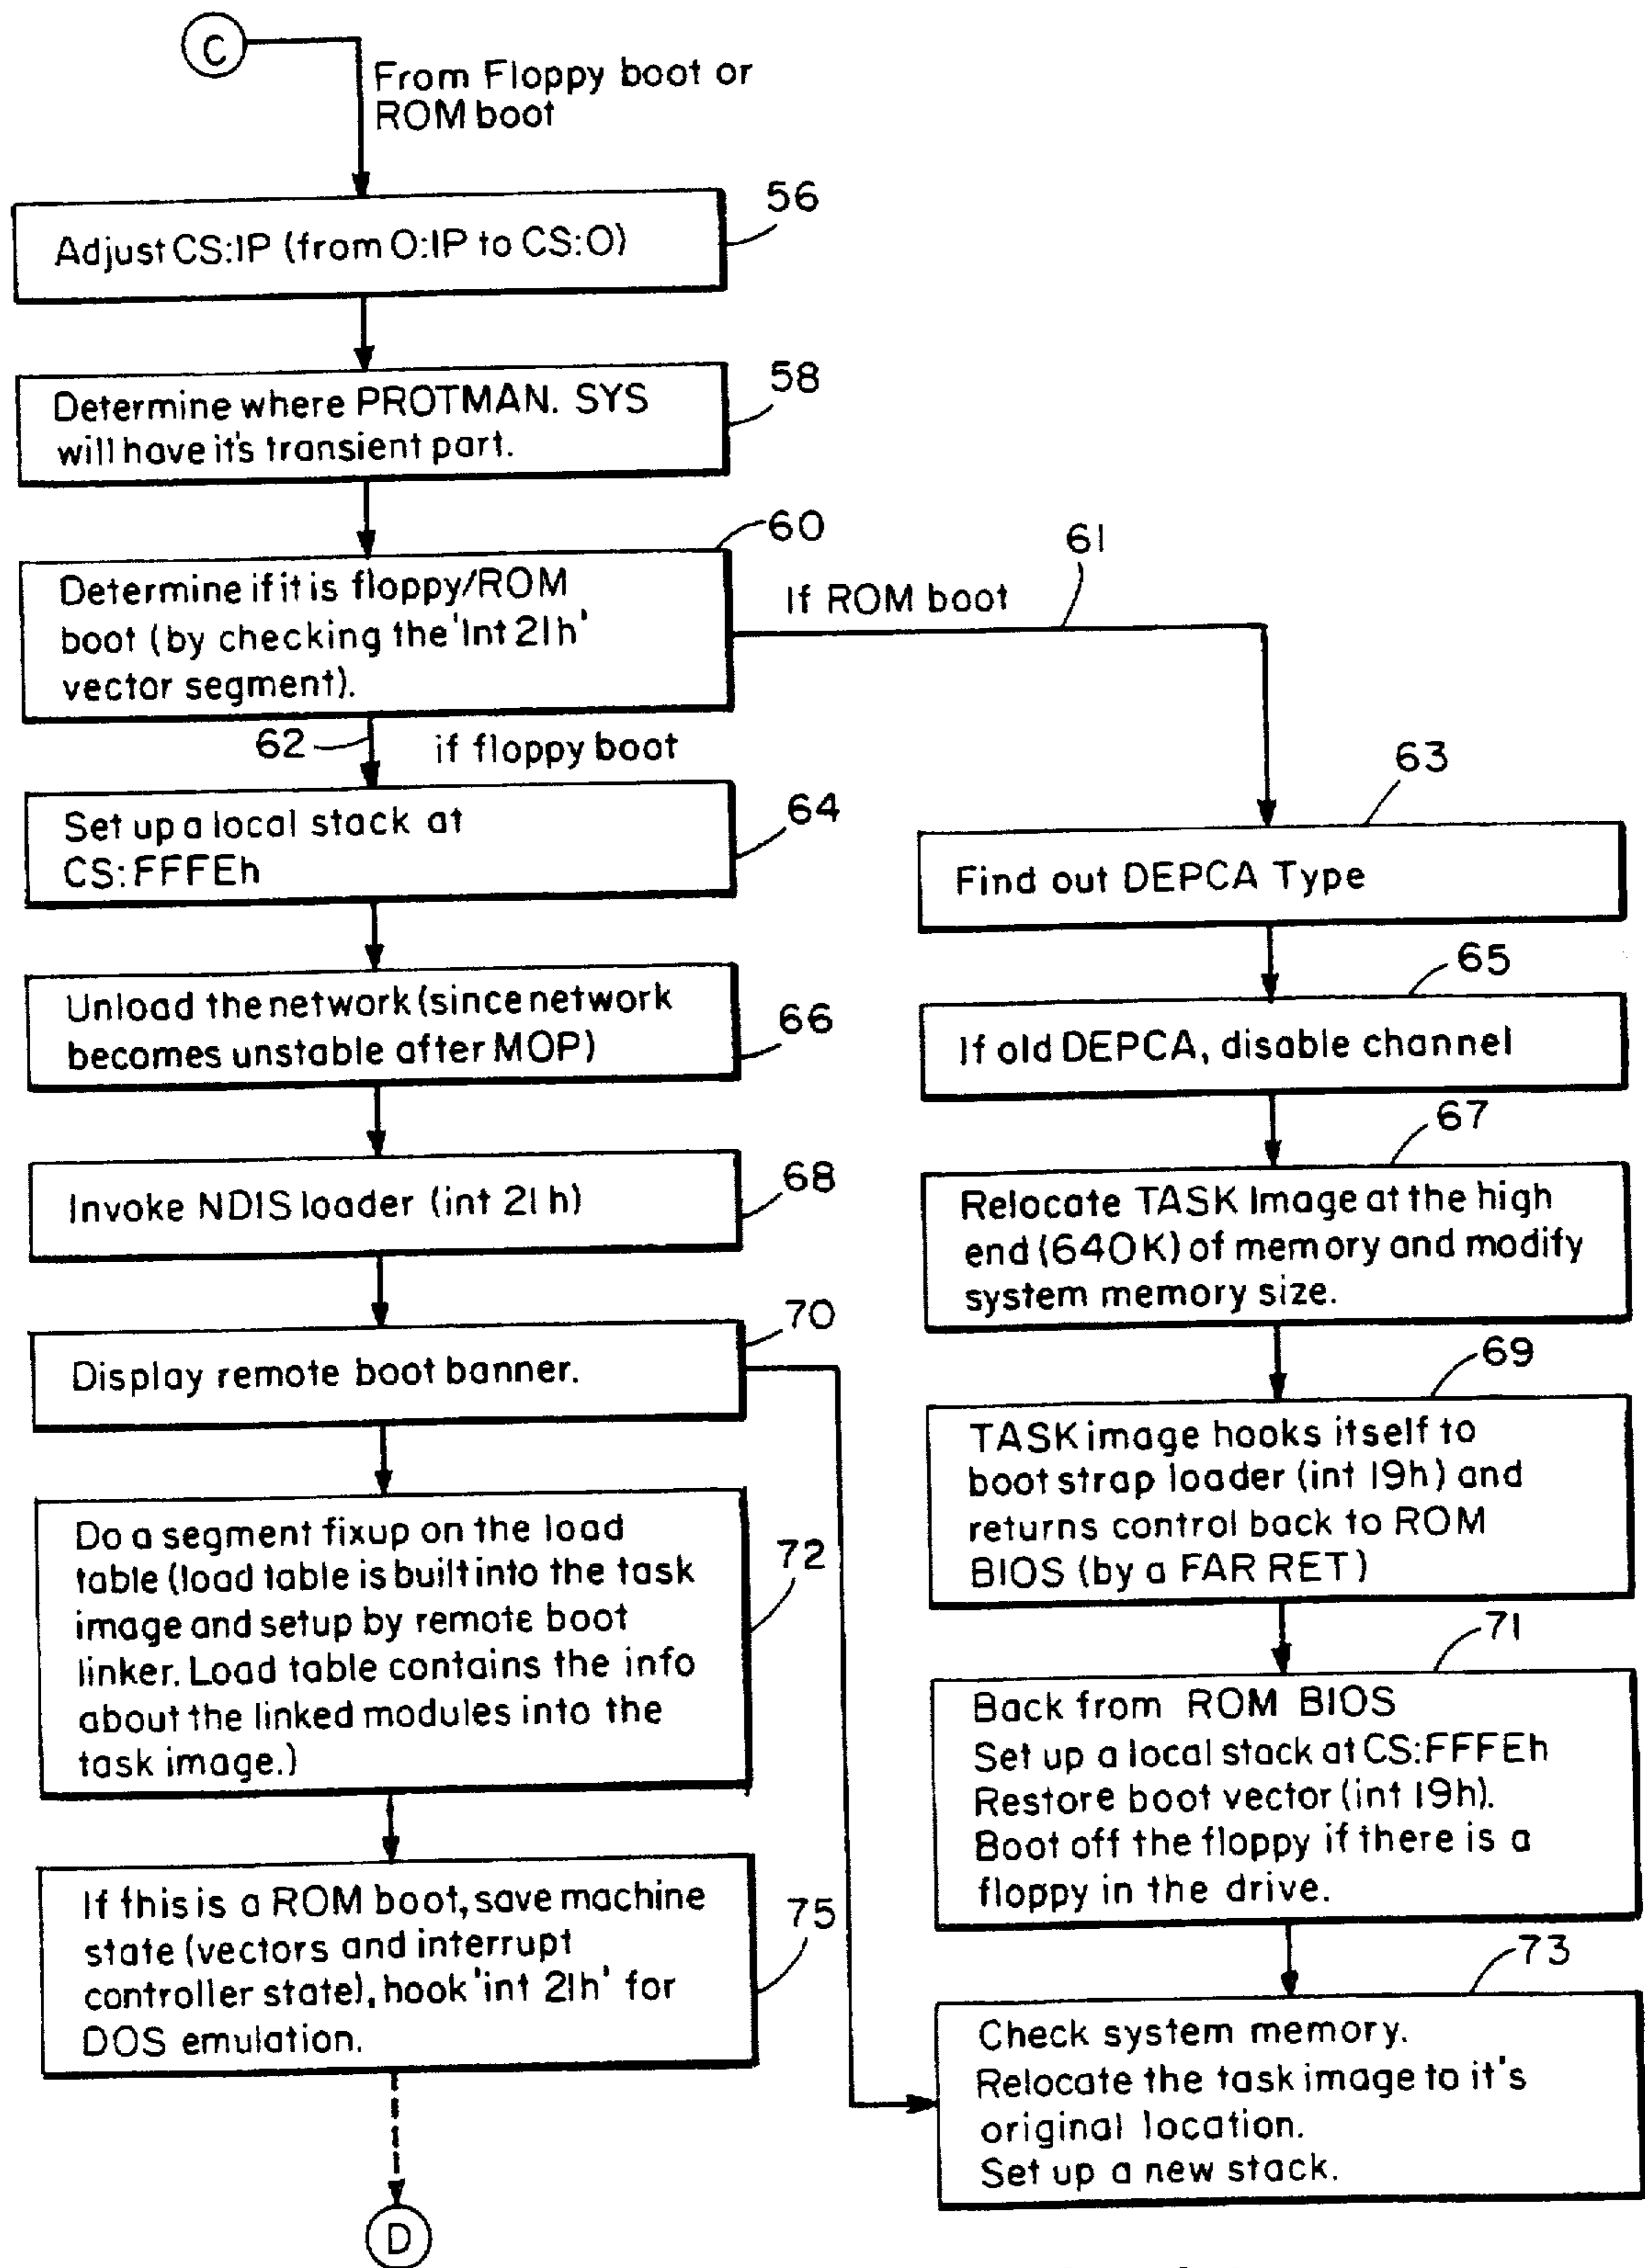 C
From Floppy boot or
ROM boot
56
Adjust CS:IP (from O:IP to CS:O)
58
Determine where PROTMAN. SYS
will have it's transient part.
60
Determine if it is floppy/ROM
boot (by checking the 'Int 21h'
vector segment).
61
If ROM boot
62
if floppy boot
64
Set up a local stack at
CS:FFFEh
66
Unload the network (since network
becomes unstable after MOP)
68
Invoke NDIS loader (int 21h)
70
Display remote boot banner.
72
Do a segment fixup on the load
table (load table is built into the task
image and setup by remote boot
linker. Load table contains the info
about the linked modules into the
task image.)
75
If this is a ROM boot, save machine
state (vectors and interrupt
controller state), hook 'int 21h' for
DOS emulation.
D
63
Find out DEPCA Type
65
If old DEPCA, disable channel
67
Relocate TASK Image at the high
end (640K) of memory and modify
system memory size.
69
TASK image hooks itself to
boot strap loader (int 19h) and
returns control back to ROM
BIOS (by a FAR RET)
71
Back from ROM BIOS
Set up a local stack at CS:FFFEh
Restore boot vector (int 19h).
Boot off the floppy if there is a
floppy in the drive.
73
Check system memory.
Relocate the task image to it's
original location.
Set up a new stack.